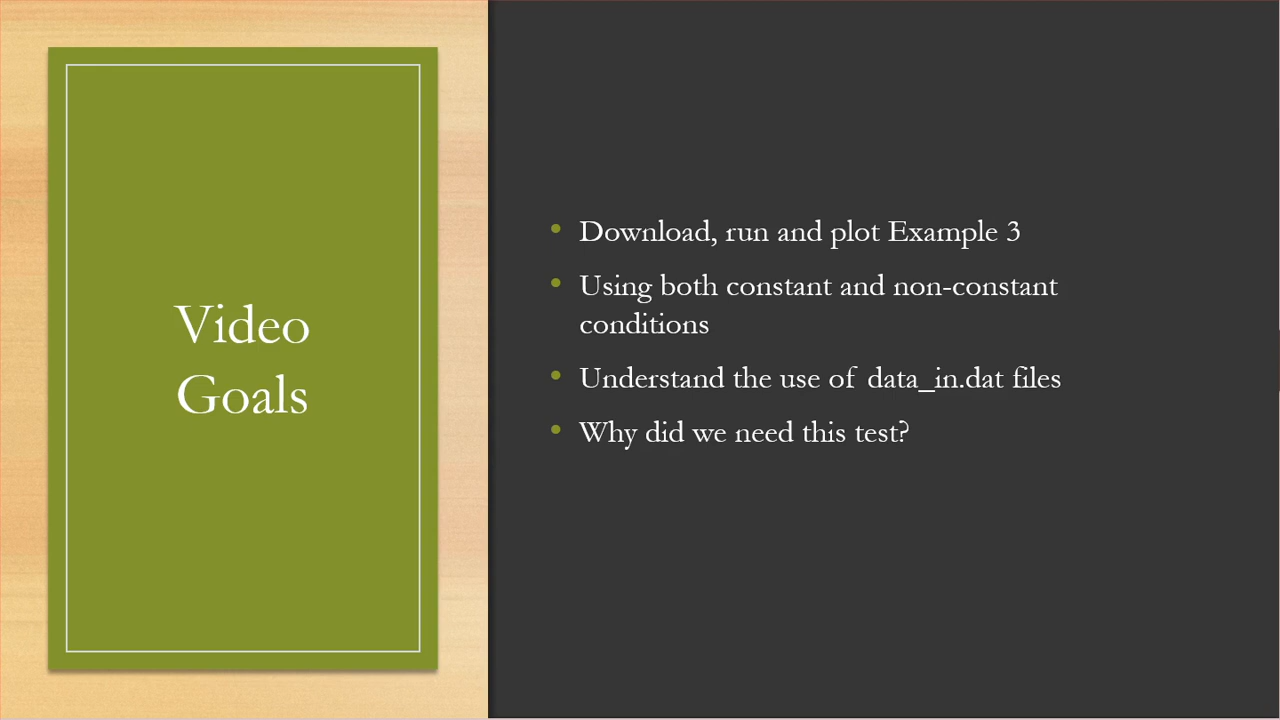 Video
Goals
• Download, run and plot Example 3
• Using both constant and non-constant
conditions
• Understand the use of data_in.dat files
• Why did we need this test?